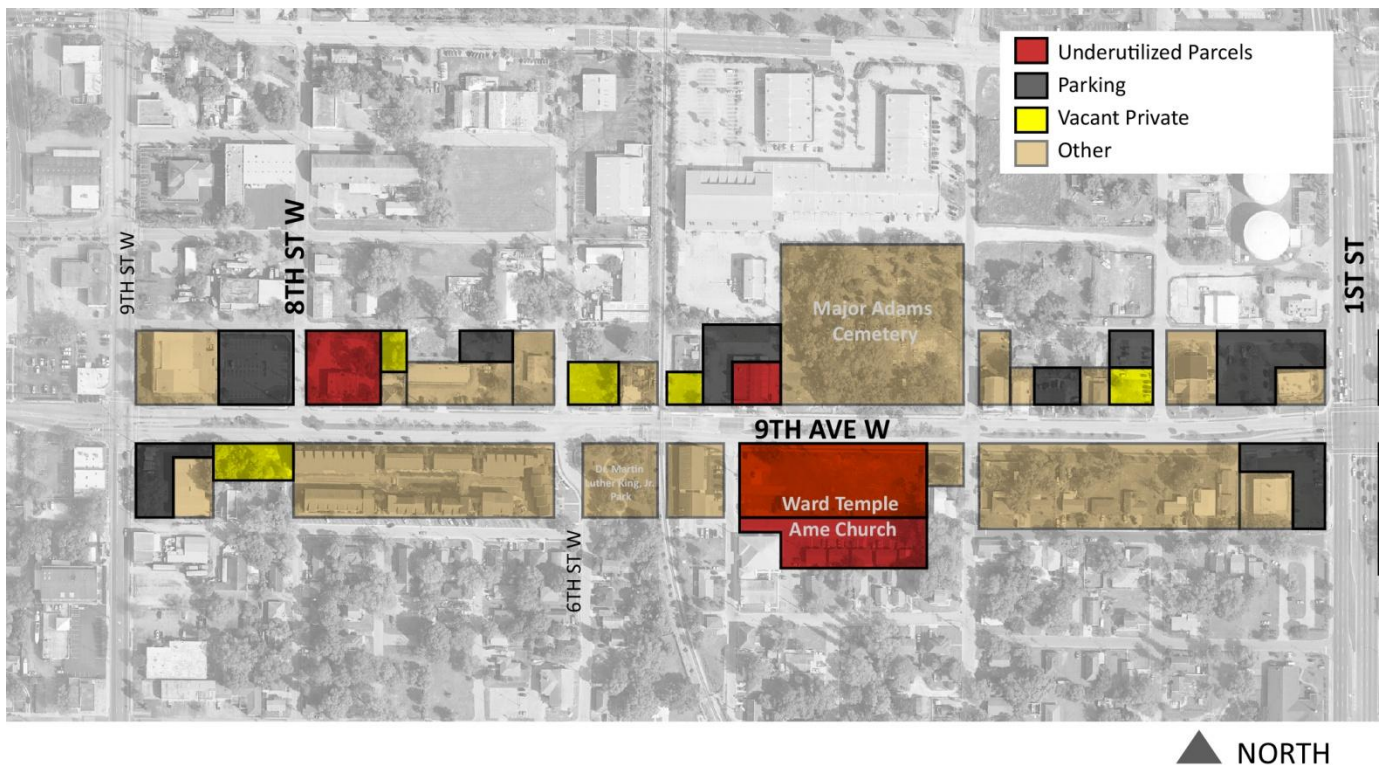 Underutilized Parcels
Parking
Vacant Private
Other
9TH ST W
8TH ST W
1ST ST
Major Adams
Cemetery
9TH AVE W
Dr. Martin
Luther King, Jr.
Park
Ward Temple
Ame Church
6TH ST W
NORTH